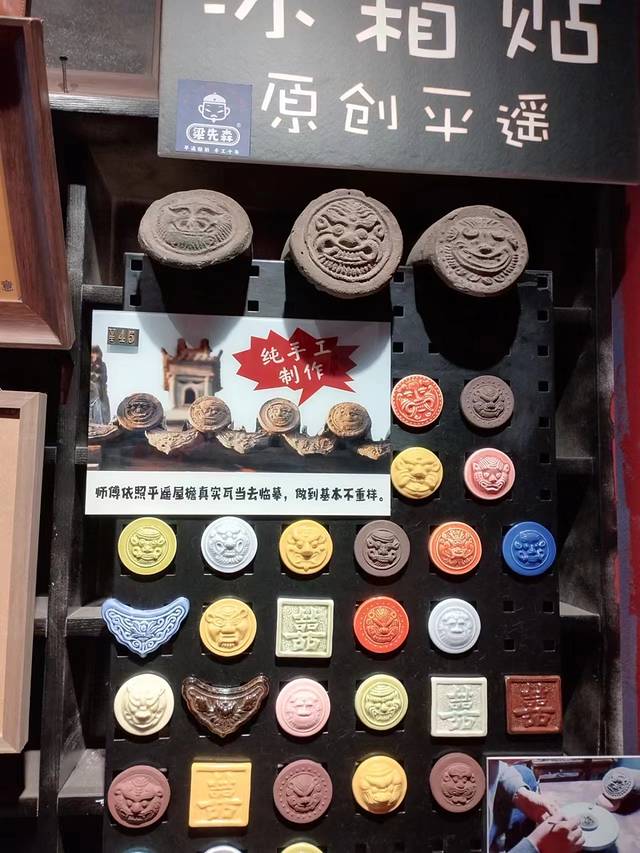 冰箱贴
原创平遥
梁先森®
45
纯手工
制作
师傅依照平遥屋檐真实瓦当去临摹，做到基本不重样。
囍
囍
囍
囍